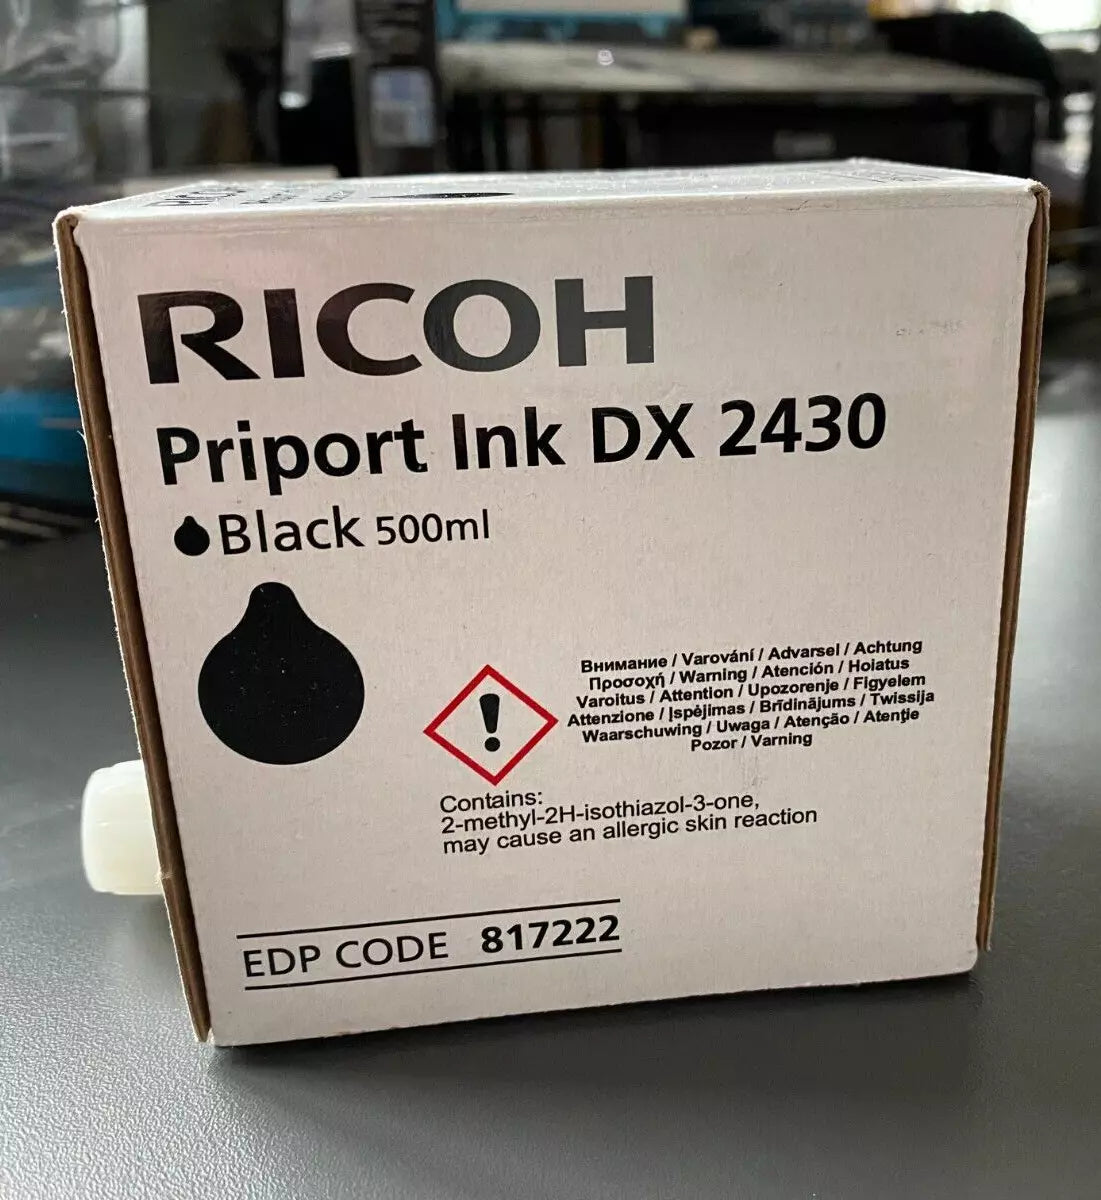 RICOH
Priport Ink DX 2430
Black 500ml
Внимание / Varování / Advarsel / Achtung
Προσοχή / Warning / Atención / Hoiatus
Varoitus / Attention / Upozorenje / Figyelem
Attenzione / Įspėjimas / Brīdinājums / Twissija
Waarschuwing / Uwaga / Atenção / Atenţie
Pozor / Varning
Contains:
2-methyl-2H-isothiazol-3-one,
may cause an allergic skin reaction
EDP CODE 817222